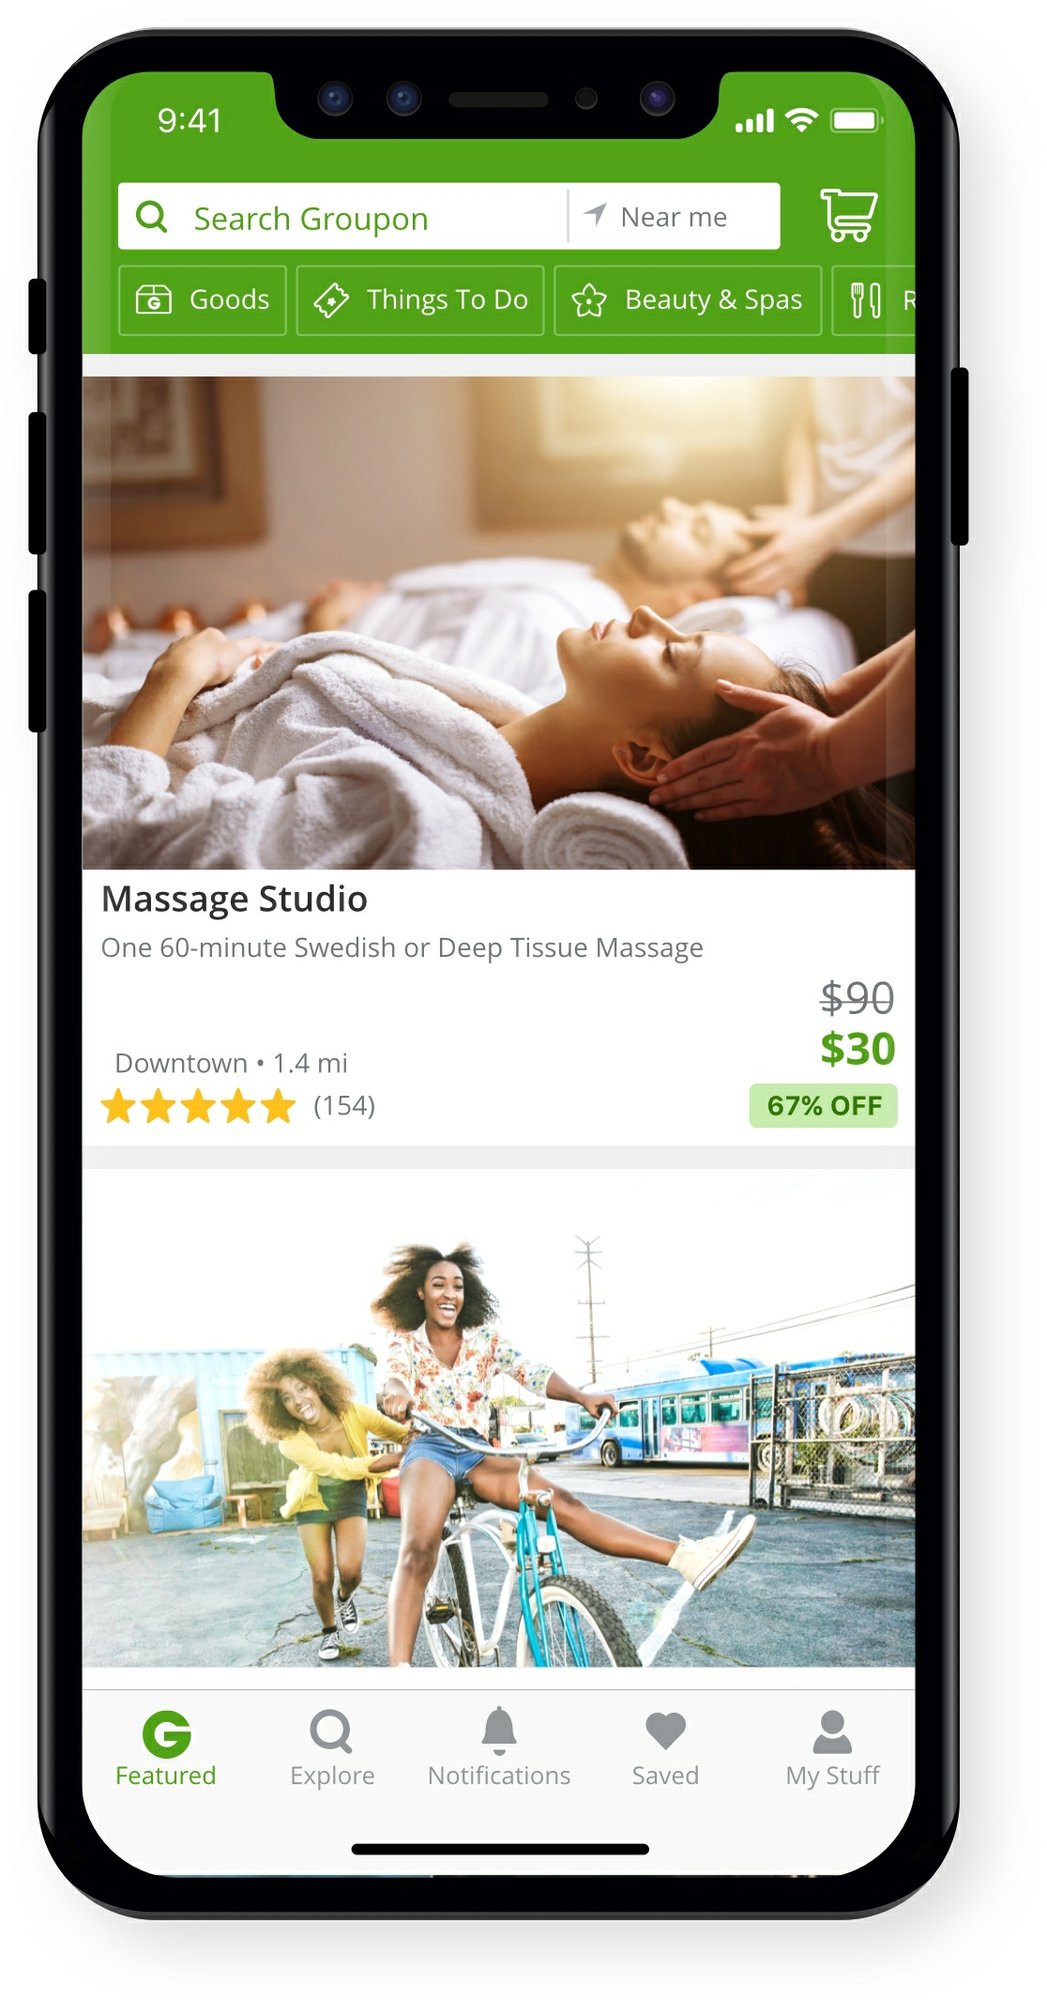 9:41
Search Groupon Near me
Goods Things To Do Beauty & Spas R
Massage Studio
One 60-minute Swedish or Deep Tissue Massage
$90
$30
Downtown • 1.4 mi
(154) 67% OFF
Featured Explore Notifications Saved My Stuff